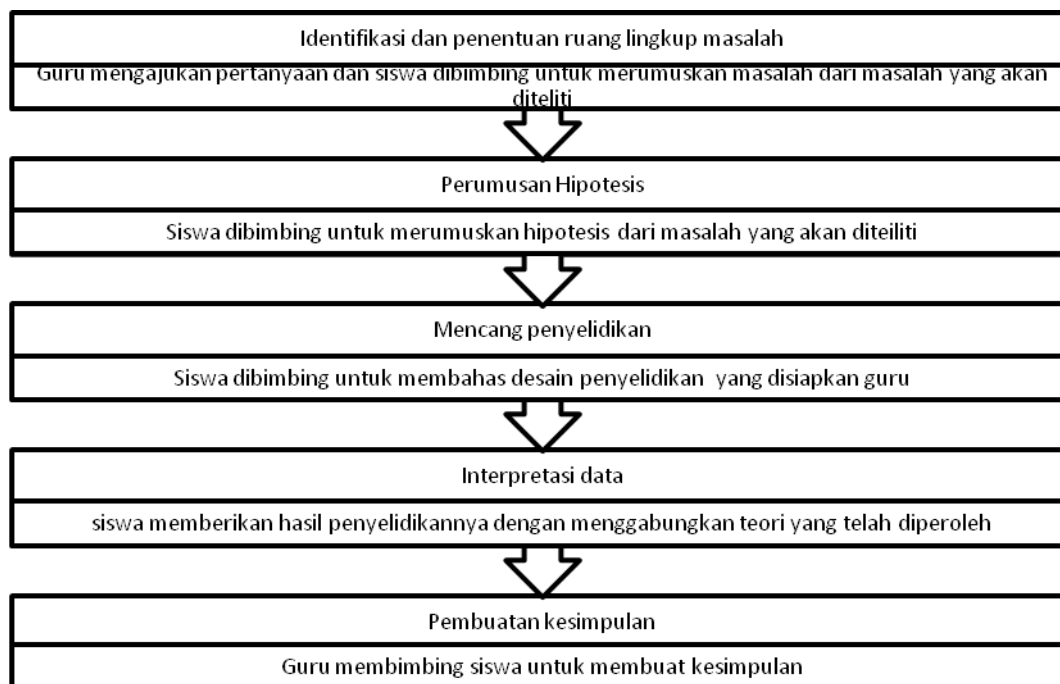 Identifikasi dan penentuan ruang lingkup masalah
Guru mengajukan pertanyaan dan siswa dibimbing untuk merumuskan masalah dari masalah yang akan
diteliti
Perumusan Hipotesis
Siswa dibimbing untuk merumuskan hipotesis dari masalah yang akan diteiliti
Mencang penyelidikan
Siswa dibimbing untuk membahas desain penyelidikan yang disiapkan guru
Interpretasi data
siswa memberikan hasil penyelidikannya dengan menggabungkan teori yang telah diperoleh
Pembuatan kesimpulan
Guru membimbing siswa untuk membuat kesimpulan